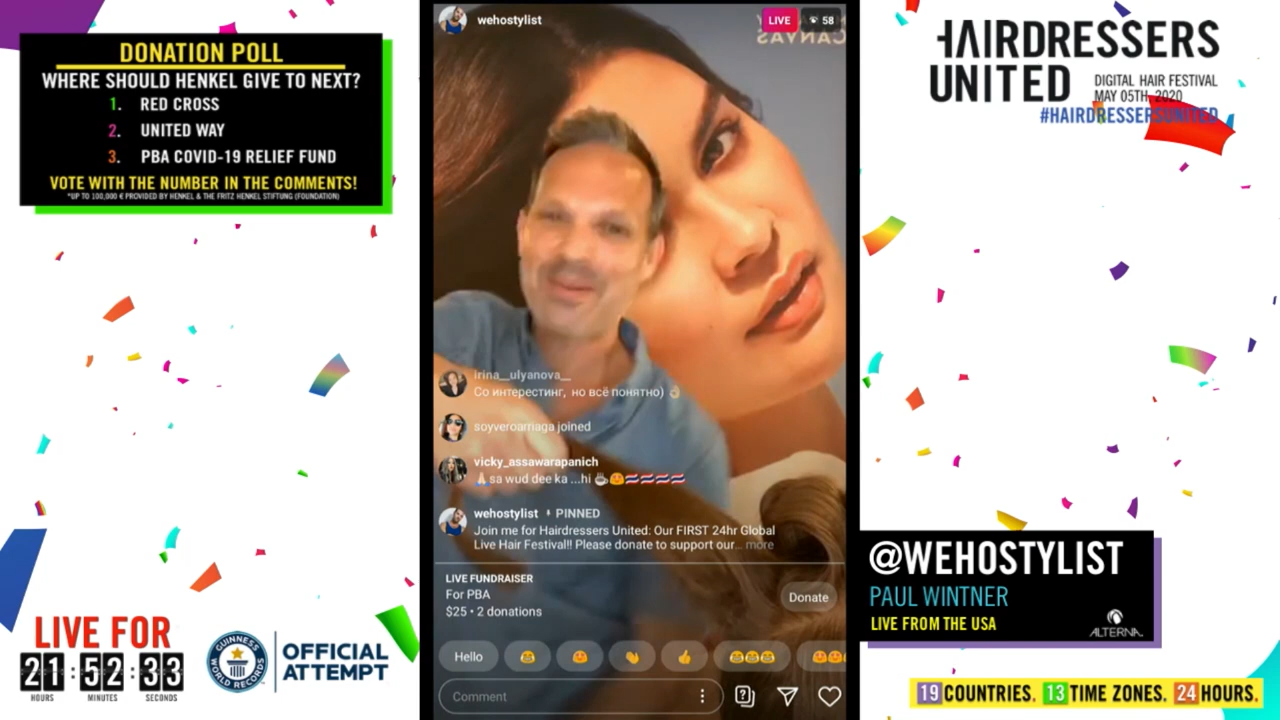 DONATION POLL
WHERE SHOULD HENKEL GIVE TO NEXT?
1. RED CROSS
2. UNITED WAY
3. PBA COVID-19 RELIEF FUND
VOTE WITH THE NUMBER IN THE COMMENTS!
*UP TO 100,000 € PROVIDED BY HENKEL & THE FRITZ HENKEL STIFTUNG (FOUNDATION)
LIVE FOR
21:52:33
HOURS MINUTES SECONDS
GUINNESS WORLD RECORDS
OFFICIAL
ATTEMPT
wehostylist
LIVE 58
CANVAS
irina__ulyanova__
Со интерестинг, но всё понятно) 👌🏼
soyveroarriaga joined
vicky_assawarapanich
🙏🏻sa wud dee ka ...hi ☕😊🇹🇭🇹🇭🇹🇭🇹🇭
wehostylist PINNED
Join me for Hairdressers United: Our FIRST 24hr Global
Live Hair Festival!! Please donate to support our... more
LIVE FUNDRAISER
For PBA
$25 • 2 donations
Donate
Hello
Comment
HAIRDRESSERS
UNITED
DIGITAL HAIR FESTIVAL
MAY 05TH, 2020
#HAIRDRESSERSUNITED
@WEHOSTYLIST
PAUL WINTNER
LIVE FROM THE USA
ALTERNA
19 COUNTRIES. 13 TIME ZONES. 24 HOURS.